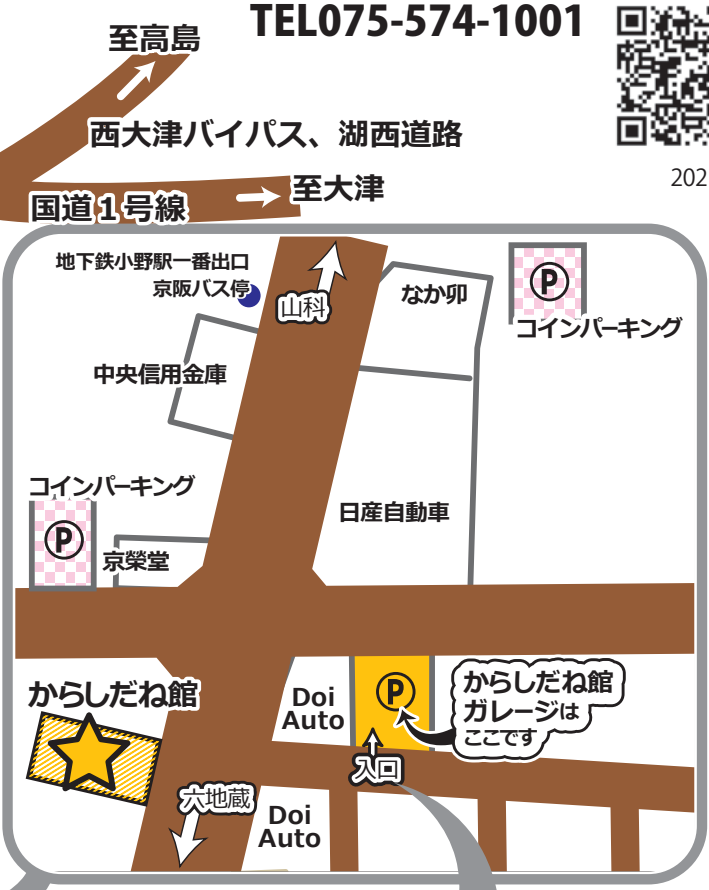 TEL075-574-1001
至高島
西大津バイパス、湖西道路
202
至大津
国道1号線
地下鉄小野駅一番出口
京阪バス停
山科
なか卯
P
コインパーキング
中央信用金庫
コインパーキング
P
京榮堂
日産自動車
からしだね館
Doi
Auto
P
からしだね館
ガレージは
ここです
入口
六地蔵
Doi
Auto